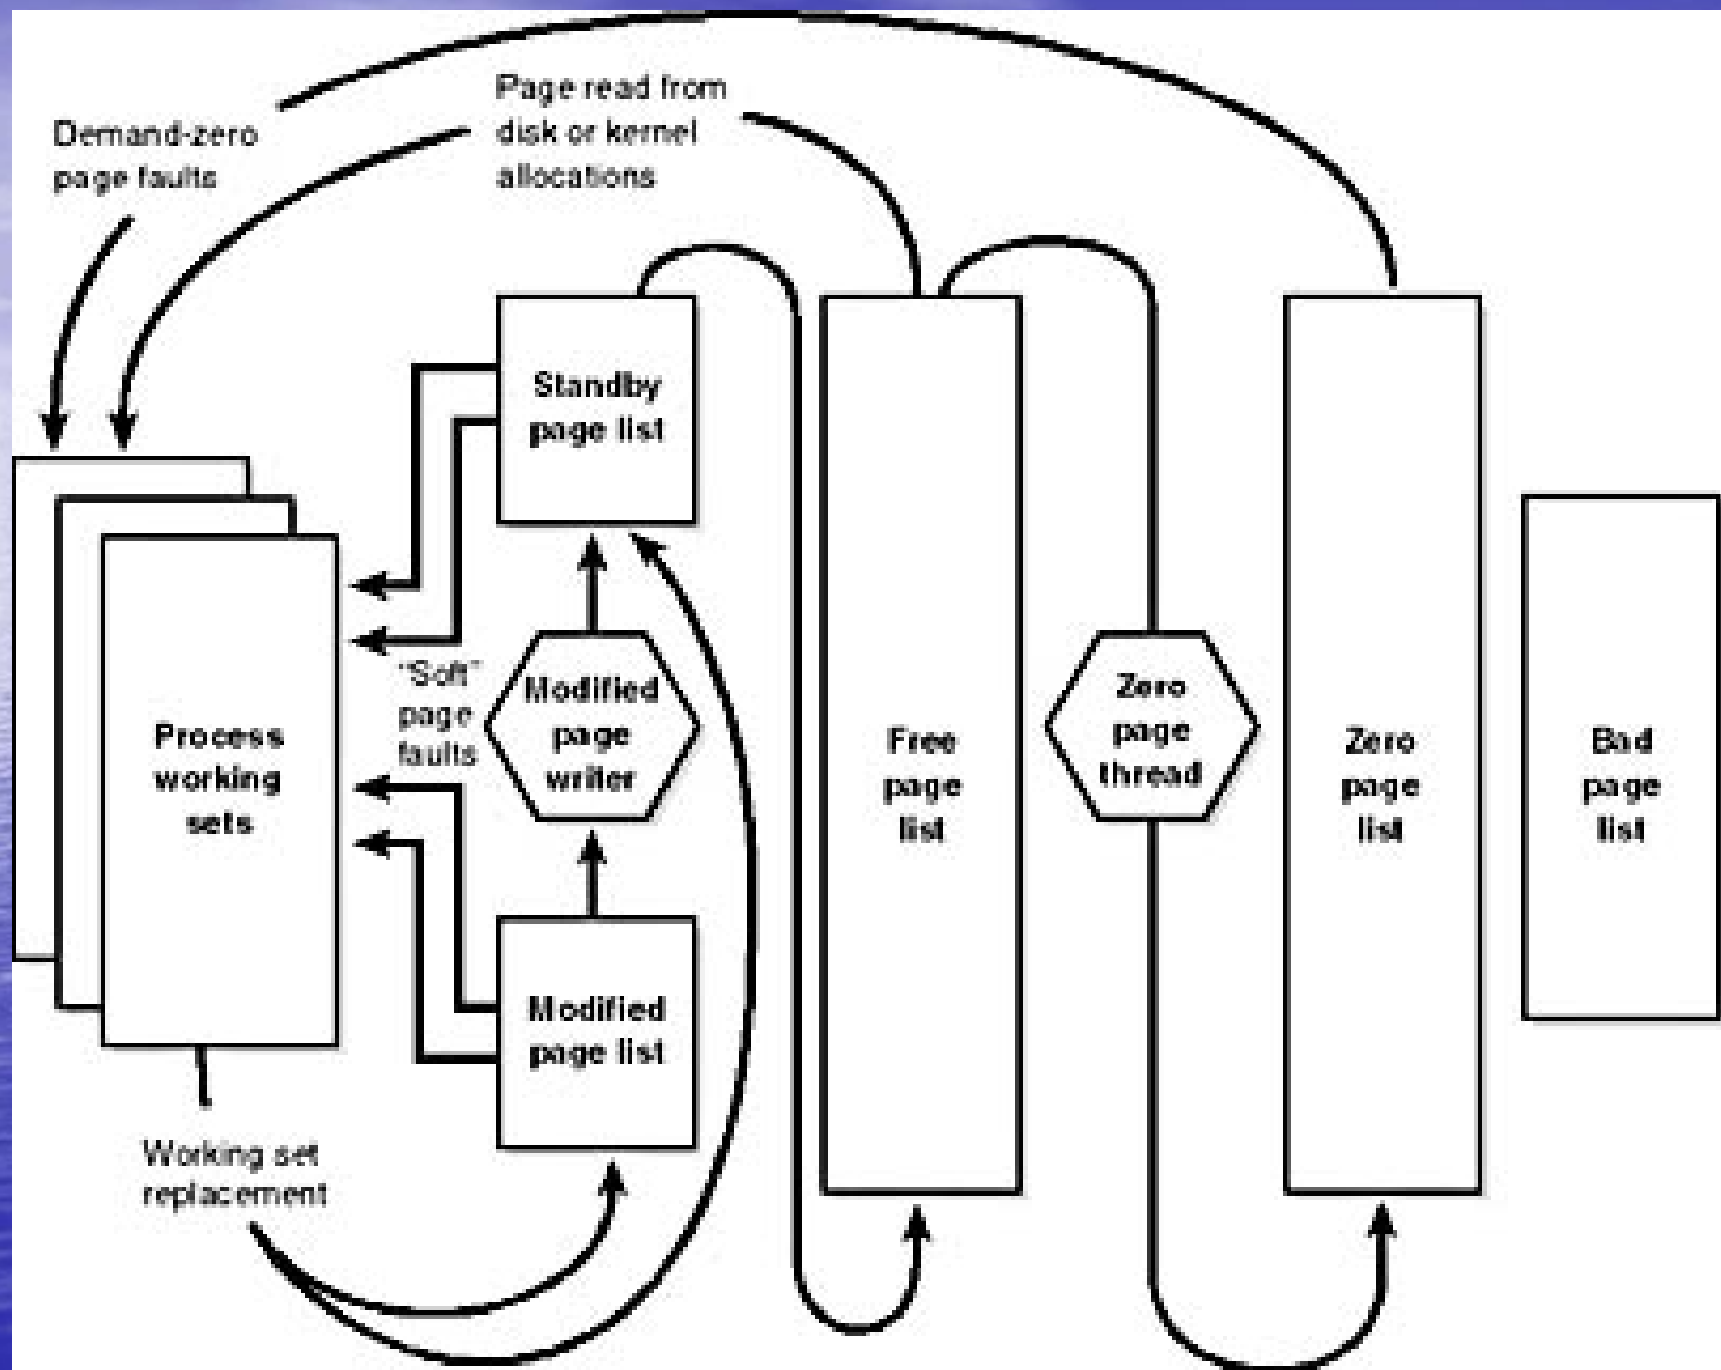 Page read from
disk or kernel
allocations
Demand-zero
page faults
Standby
page list
"Soft"
page
faults
Modified
page
writer
Zero
page
thread
Process
working
sets
Free
page
list
Zero
page
list
Bad
page
list
Modified
page list
Working set
replacement